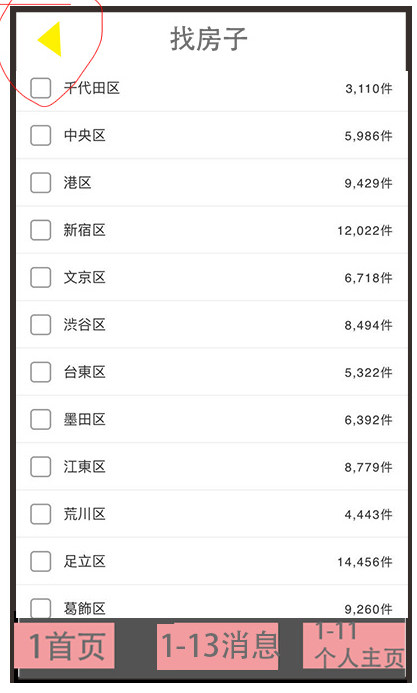 找房子
千代田区 3,110件
中央区 5,986件
港区 9,429件
新宿区 12,022件
文京区 6,718件
渋谷区 8,494件
台東区 5,322件
墨田区 6,392件
江東区 8,779件
荒川区 4,443件
足立区 14,456件
葛飾区 9,260件
1首页
1-13消息
1-11
个人主页